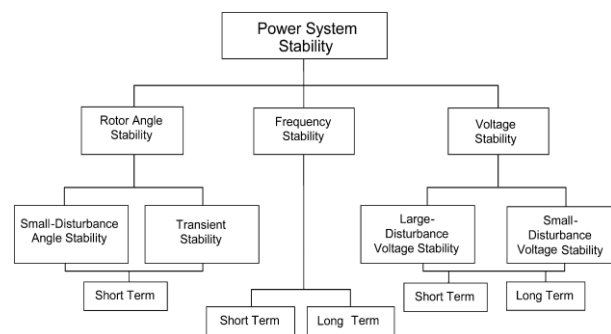 Power System
Stability
Rotor Angle
Stability
Frequency
Stability
Voltage
Stability
Small-Disturbance
Angle Stability
Transient
Stability
Large-
Disturbance
Voltage Stability
Small-
Disturbance
Voltage Stability
Short Term
Short Term
Long Term
Short Term
Long Term